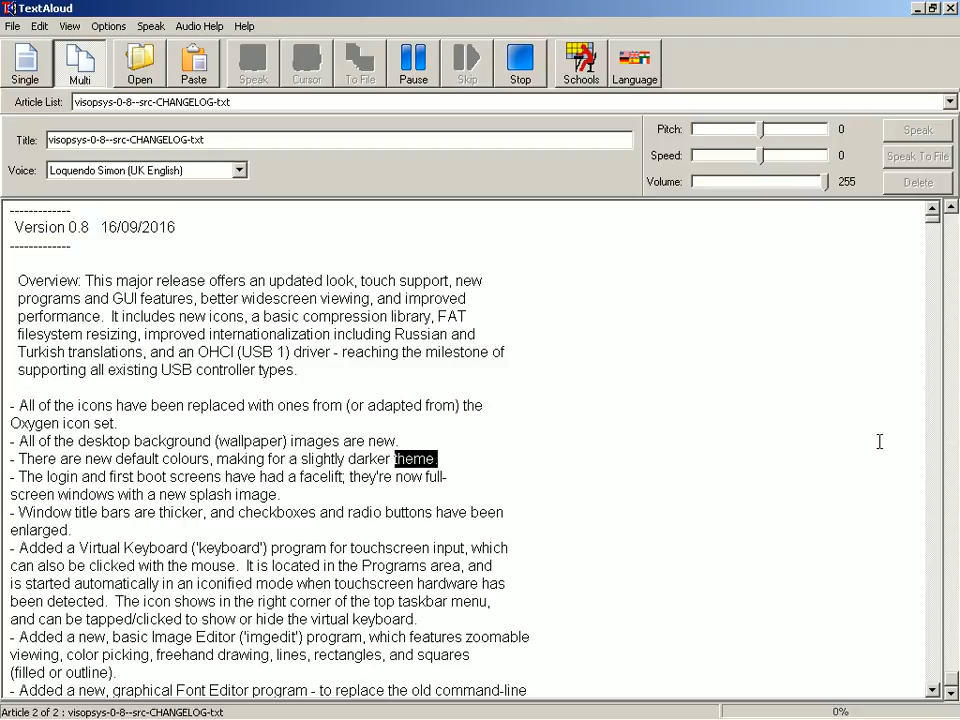 TextAloud
File Edit View Options Speak Audio Help Help
Single Multi Open Paste Speak Cursor To File Pause Skip Stop Schools Language
Article List: visopsys-0-8--src-CHANGELOG-txt
Title: visopsys-0-8--src-CHANGELOG-txt
Voice: Loquendo Simon (UK English)
Pitch: 0 Speak
Speed: 0 Speak To File
Volume: 255 Delete
-------------
Version 0.8 16/09/2016
-------------
Overview: This major release offers an updated look, touch support, new
programs and GUI features, better widescreen viewing, and improved
performance. It includes new icons, a basic compression library, FAT
filesystem resizing, improved internationalization including Russian and
Turkish translations, and an OHCI (USB 1) driver - reaching the milestone of
supporting all existing USB controller types.
- All of the icons have been replaced with ones from (or adapted from) the
Oxygen icon set.
- All of the desktop background (wallpaper) images are new.
- There are new default colours, making for a slightly darker theme.
- The login and first boot screens have had a facelift; they're now full-
screen windows with a new splash image.
- Window title bars are thicker, and checkboxes and radio buttons have been
enlarged.
- Added a Virtual Keyboard ('keyboard') program for touchscreen input, which
can also be clicked with the mouse. It is located in the Programs area, and
is started automatically in an iconified mode when touchscreen hardware has
been detected. The icon shows in the right corner of the top taskbar menu,
and can be tapped/clicked to show or hide the virtual keyboard.
- Added a new, basic Image Editor ('imgedit') program, which features zoomable
viewing, color picking, freehand drawing, lines, rectangles, and squares
(filled or outline).
- Added a new, graphical Font Editor program - to replace the old command-line
Article 2 of 2 : visopsys-0-8--src-CHANGELOG-txt 0%